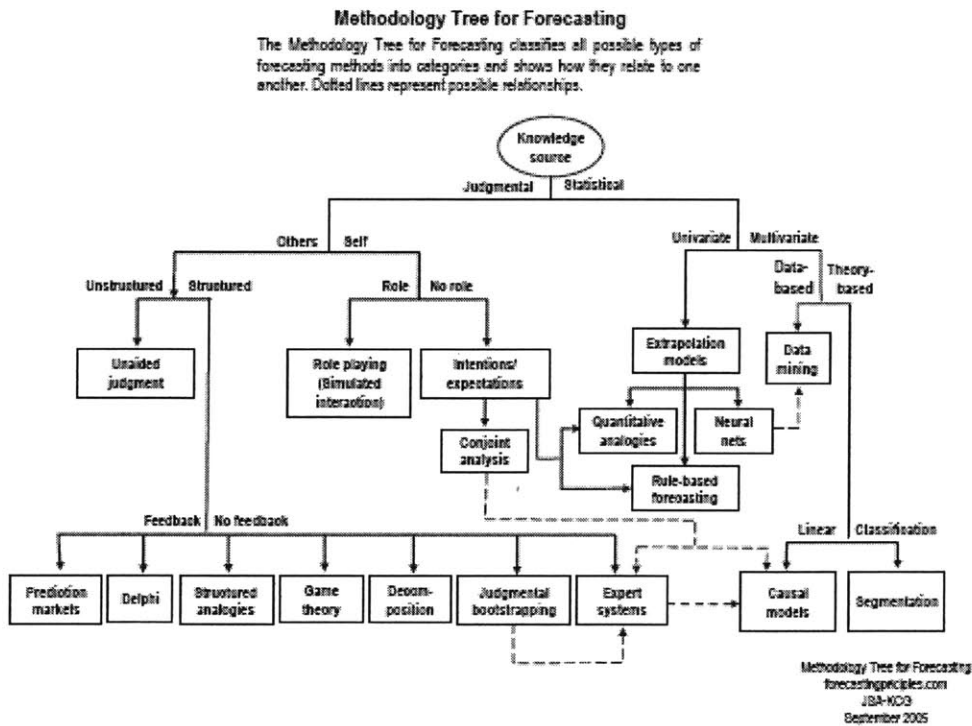 Methodology Tree for Forecasting
The Methodology Tree for Forecasting classifies all possible types of
forecasting methods into categories and shows how they relate to one
another. Dotted lines represent possible relationships.
Knowledge
source
Judgmental Statistical
Others Self
Univariate Multivariate
Unstructured Structured
Role No role
Data-
based
Theory-
based
Unaided
judgment
Role playing
(Simulated
interaction)
Intentions/
expectations
Extrapolation
models
Data
mining
Conjoint
analysis
Quantitative
analogies
Neural
nets
Rule-based
forecasting
Feedback No feedback
Linear Classification
Prediction
markets
Delphi
Structured
analogies
Game
theory
Decom-
position
Judgmental
bootstrapping
Expert
systems
Causal
models
Segmentation
Methodology Tree for Forecasting
JSA-KCG
September 2005